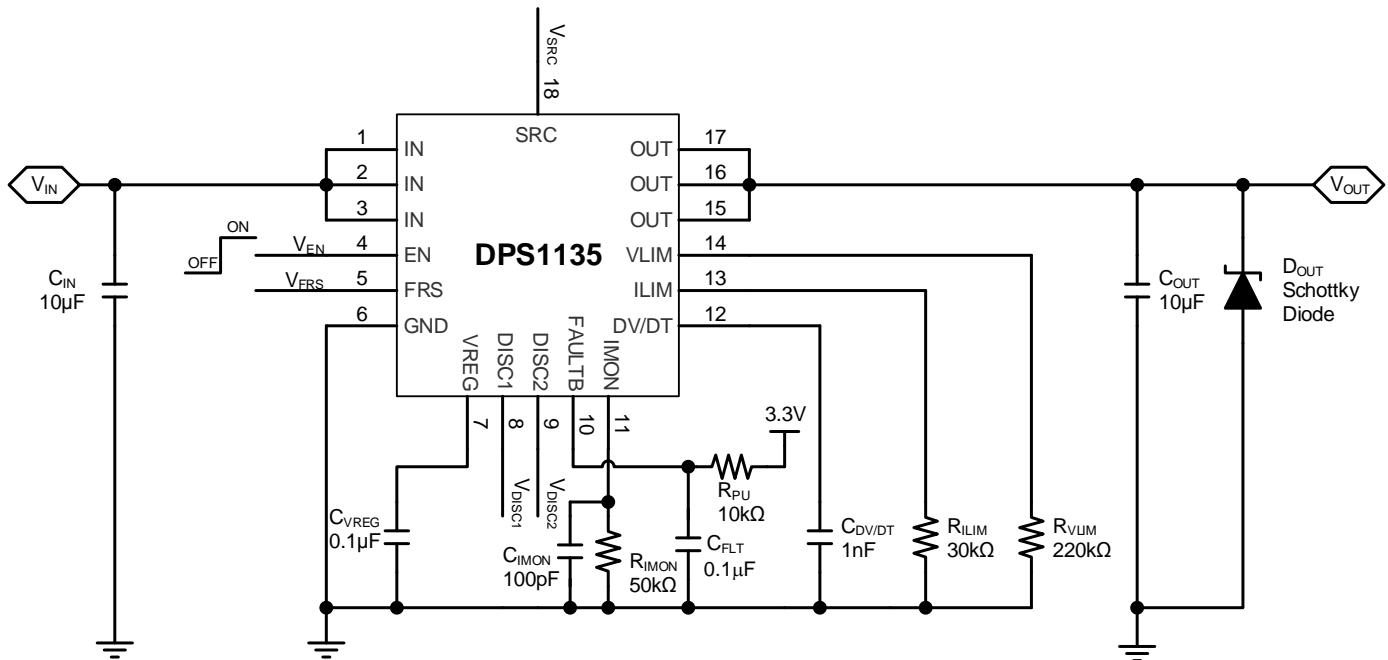 VSRC
18
SRC
1
IN
OUT
17
VIN
2
IN
OUT
16
VOUT
3
IN
OUT
15
ON
OFF
VEN
4
EN
DPS1135
VLIM
14
VFRS
5
FRS
ILIM
13
6
GND
DV/DT
12
CIN
10µF
COUT
10µF
DOUT
Schottky
Diode
VREG
DISC1
DISC2
FAULTB
IMON
7
8
9
10
11
3.3V
VDISC1
VDISC2
RPU
10kΩ
CVREG
0.1µF
CIMON
100pF
RIMON
50kΩ
CFLT
0.1µF
CDV/DT
1nF
RILIM
30kΩ
RVLIM
220kΩ